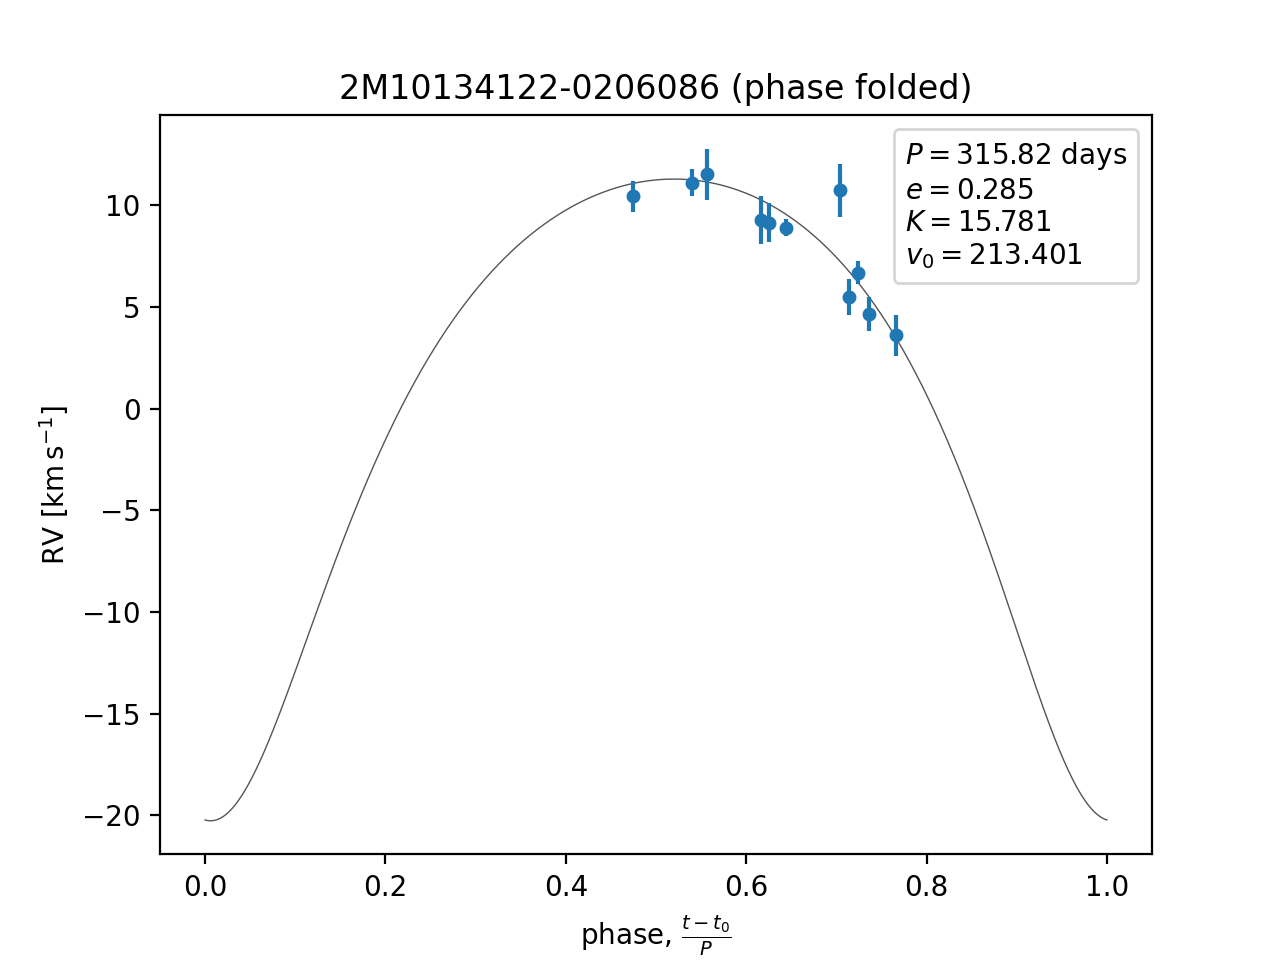 2M10134122-0206086 (phase folded)
P = 315.82 days
e = 0.285
K = 15.781
v₀ = 213.401
10
5
0
−5
−10
−15
−20
RV [km s⁻¹]
0.0 0.2 0.4 0.6 0.8 1.0
phase, (t − t₀)/P